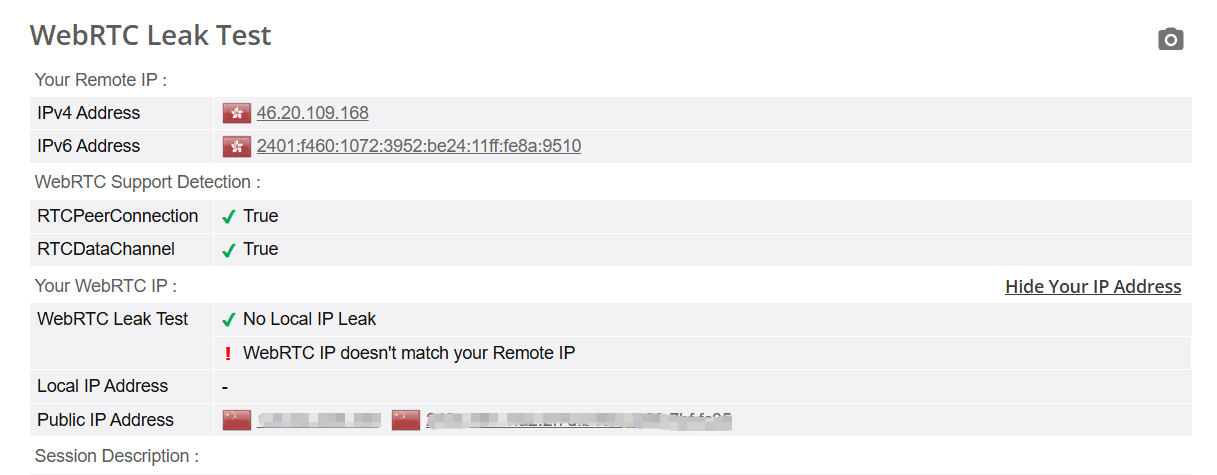 WebRTC Leak Test
Your Remote IP :
IPv4 Address 46.20.109.168
IPv6 Address 2401:f460:1072:3952:be24:11ff:fe8a:9510
WebRTC Support Detection :
RTCPeerConnection True
RTCDataChannel True
Your WebRTC IP : Hide Your IP Address
WebRTC Leak Test No Local IP Leak
! WebRTC IP doesn't match your Remote IP
Local IP Address -
Public IP Address
Session Description :